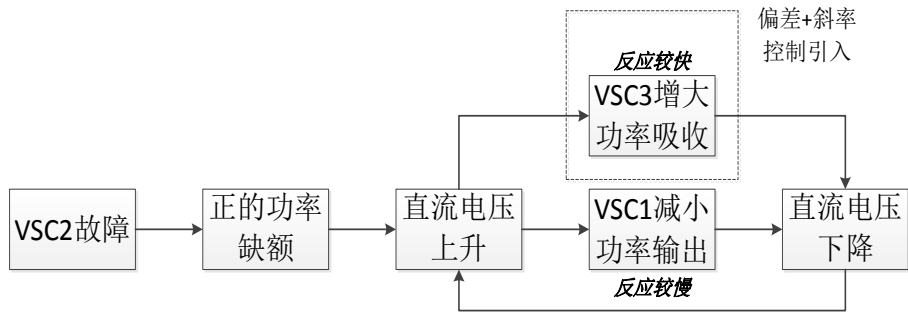 偏差+斜率
控制引入
反应较快
VSC3增大
功率吸收
VSC2故障
正的功率
缺额
直流电压
上升
VSC1减小
功率输出
反应较慢
直流电压
下降